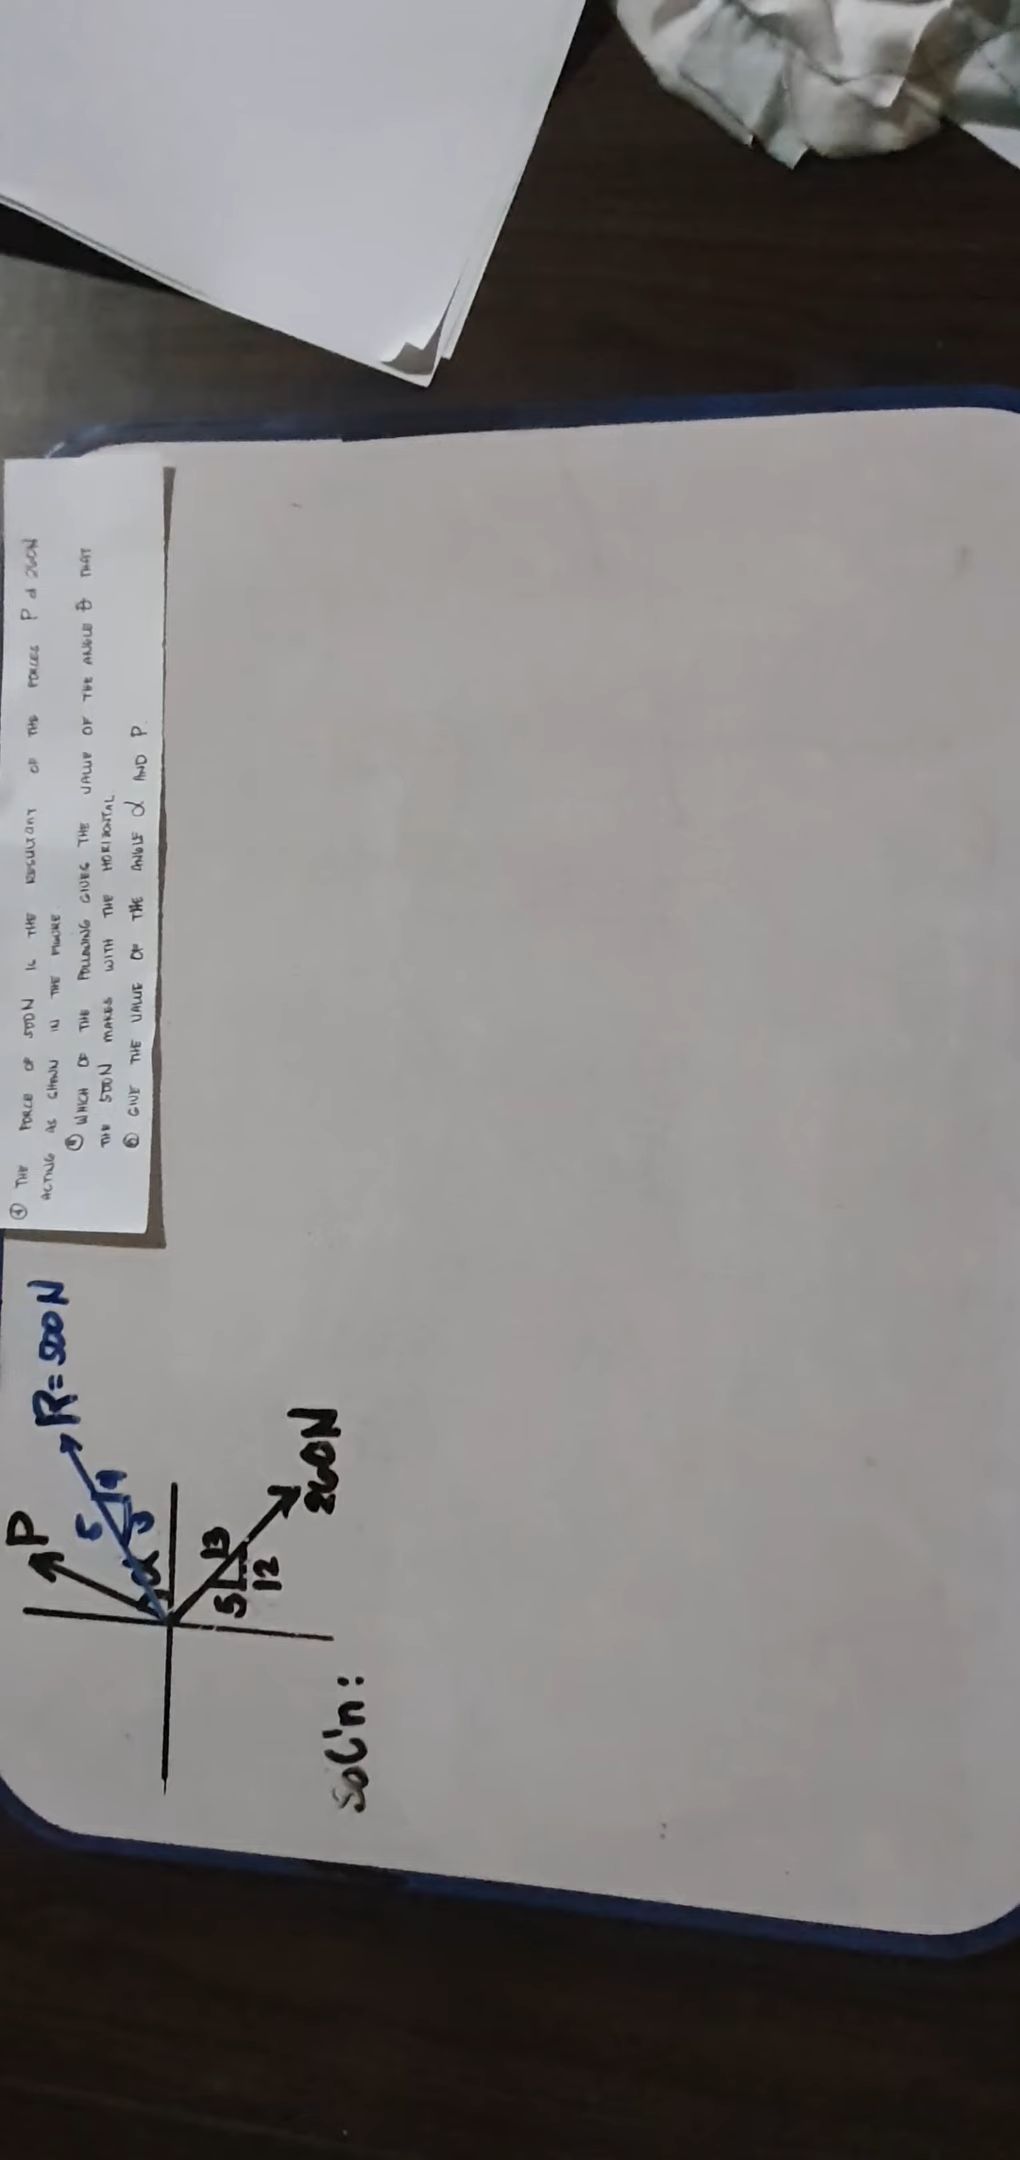 ④ THE FORCE OF 500N IS THE RESULTANT OF THE FORCES P & 260N
ACTING AS SHOWN IN THE FIGURE.
ⓐ WHICH OF THE FOLLOWING GIVES THE VALUE OF THE ANGLE θ THAT
THE 500N MAKES WITH THE HORIZONTAL.
ⓑ GIVE THE VALUE OF THE ANGLE α AND P.
P
R=500N
5
4
3
α
5
13
12
260N
Sol'n: